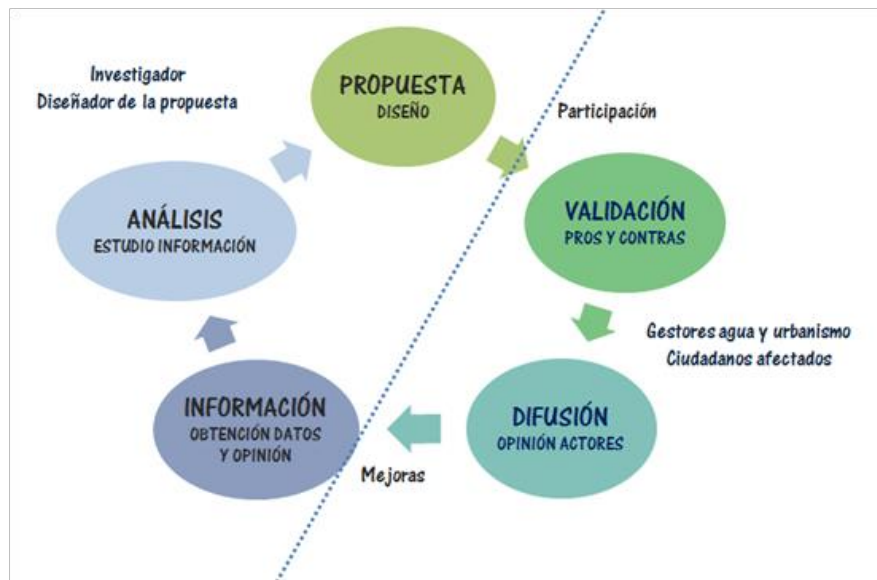 Investigador
Diseñador de la propuesta
PROPUESTA
DISEÑO
Participación
ANÁLISIS
ESTUDIO INFORMACIÓN
VALIDACIÓN
PROS Y CONTRAS
Gestores agua y urbanismo
Ciudadanos afectados
INFORMACIÓN
OBTENCIÓN DATOS
Y OPINIÓN
DIFUSIÓN
OPINIÓN ACTORES
Mejoras